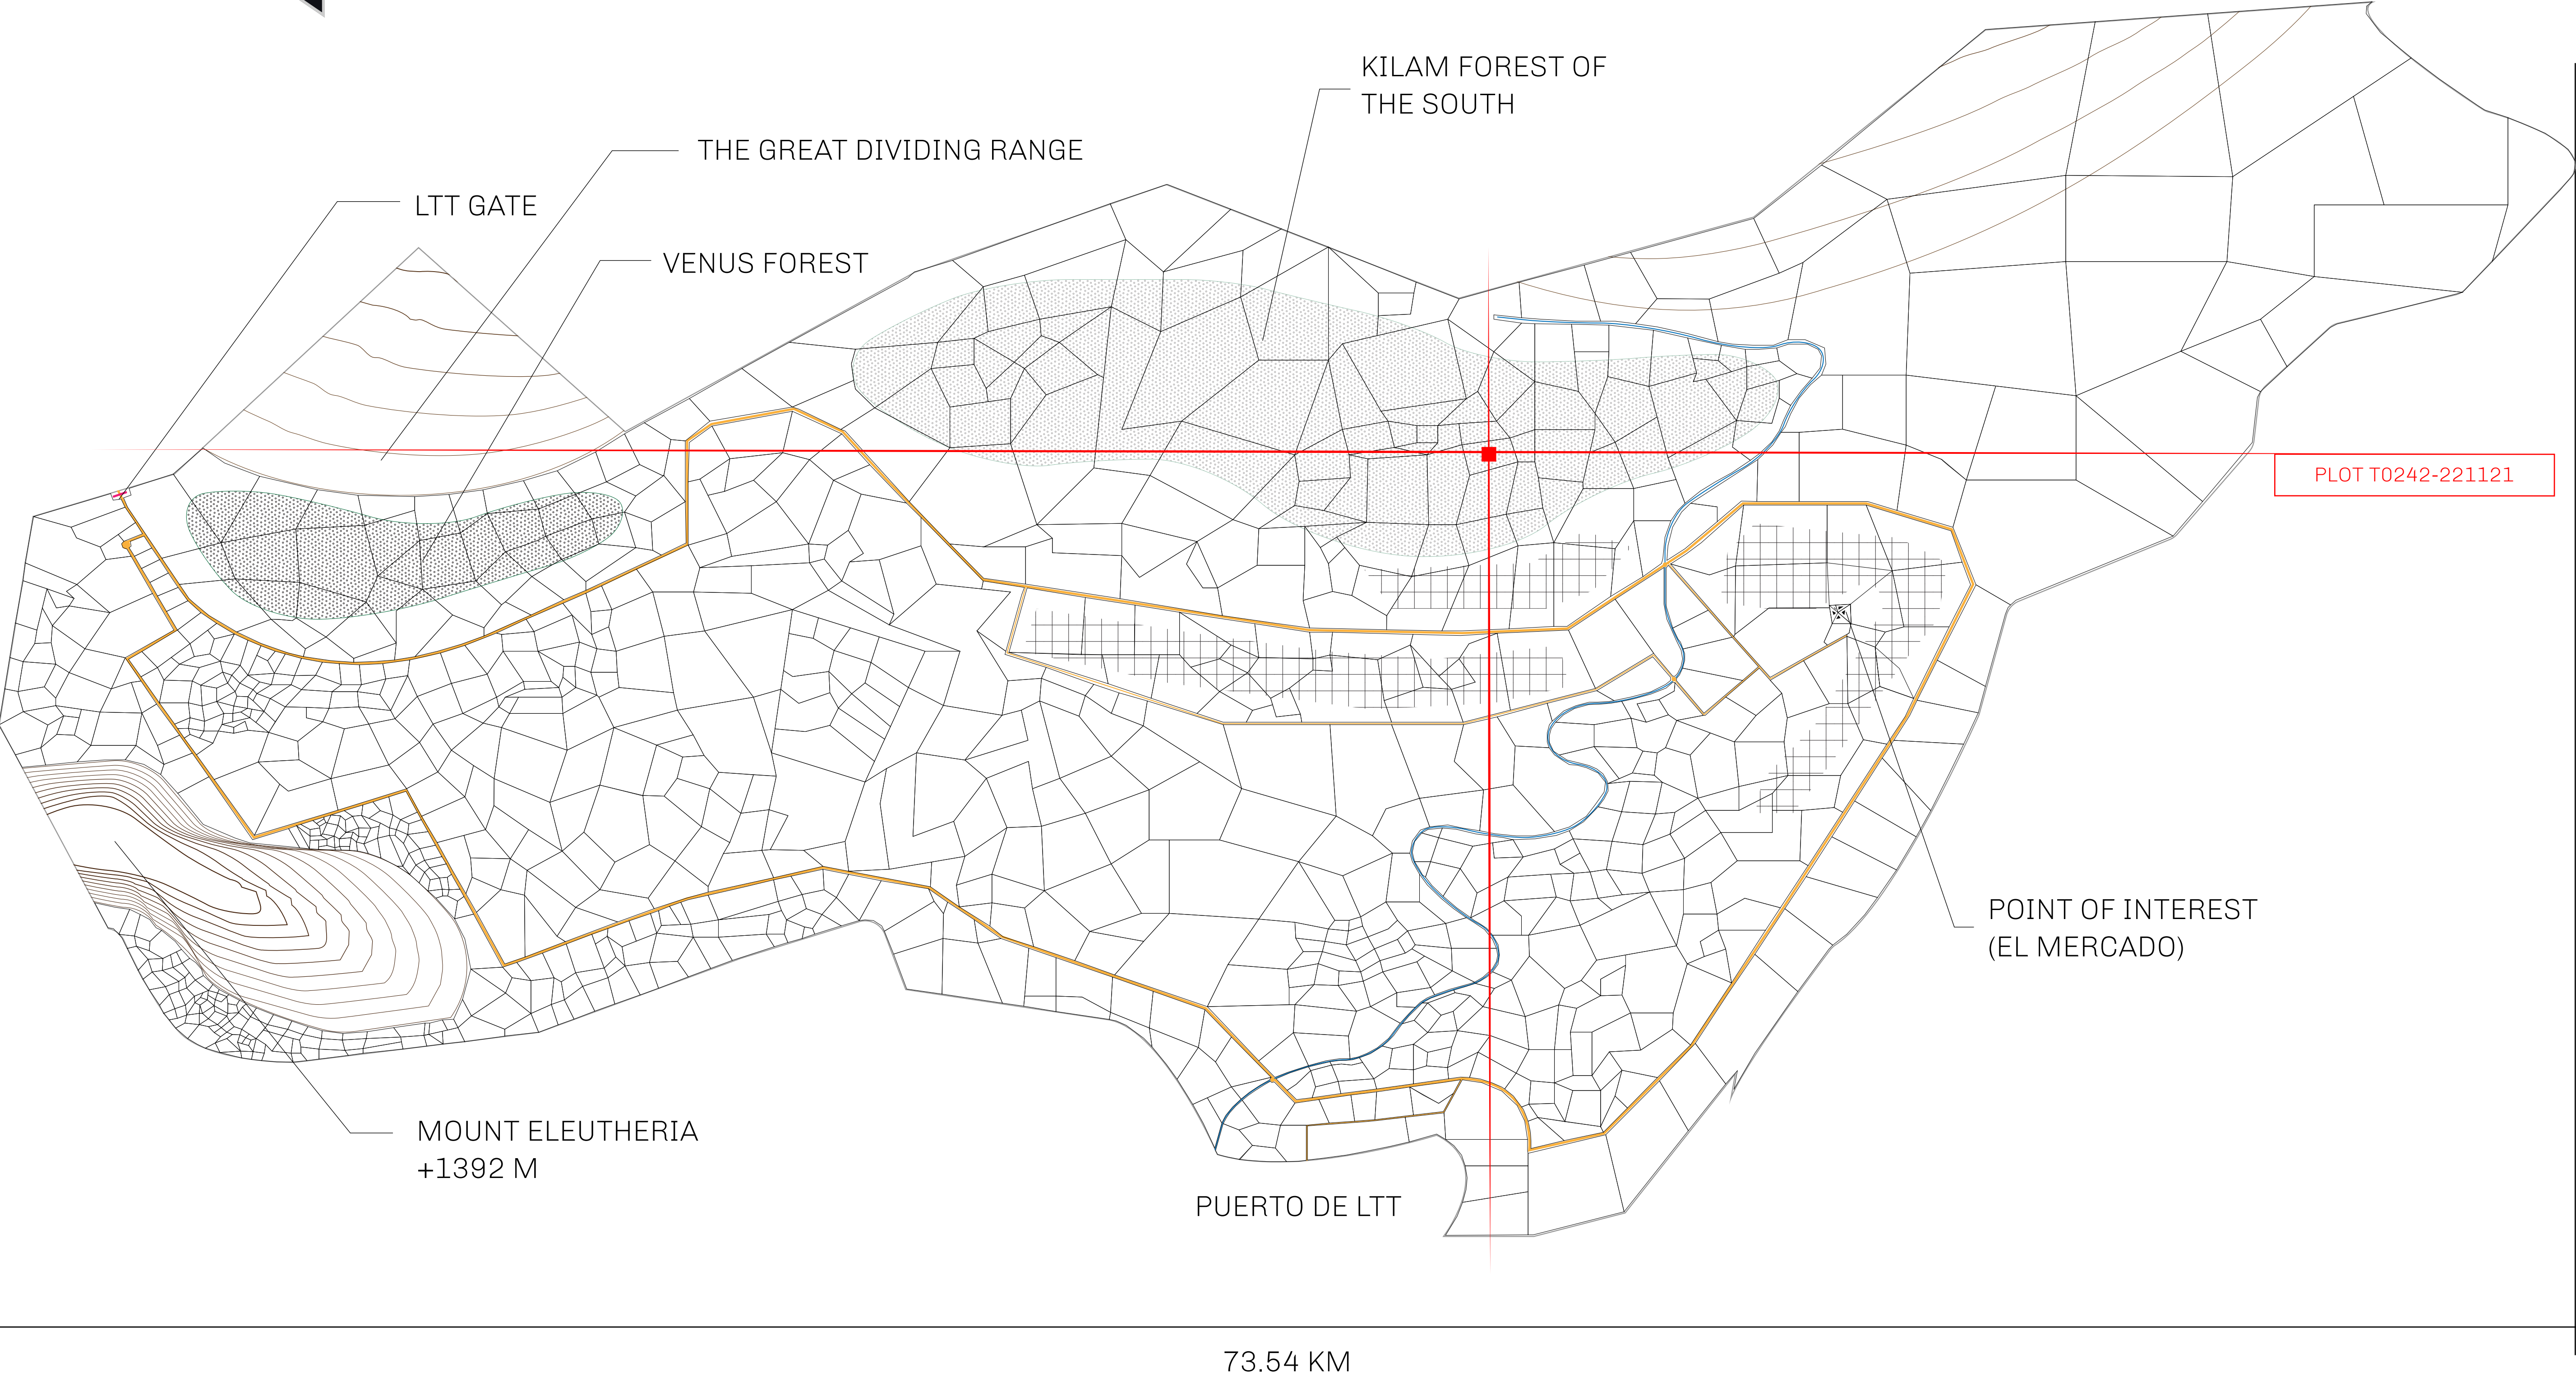 KILAM FOREST OF
THE SOUTH
THE GREAT DIVIDING RANGE
LTT GATE
VENUS FOREST
PLOT T0242-221121
POINT OF INTEREST
(EL MERCADO)
MOUNT ELEUTHERIA
+1392 M
PUERTO DE LTT
73.54 KM